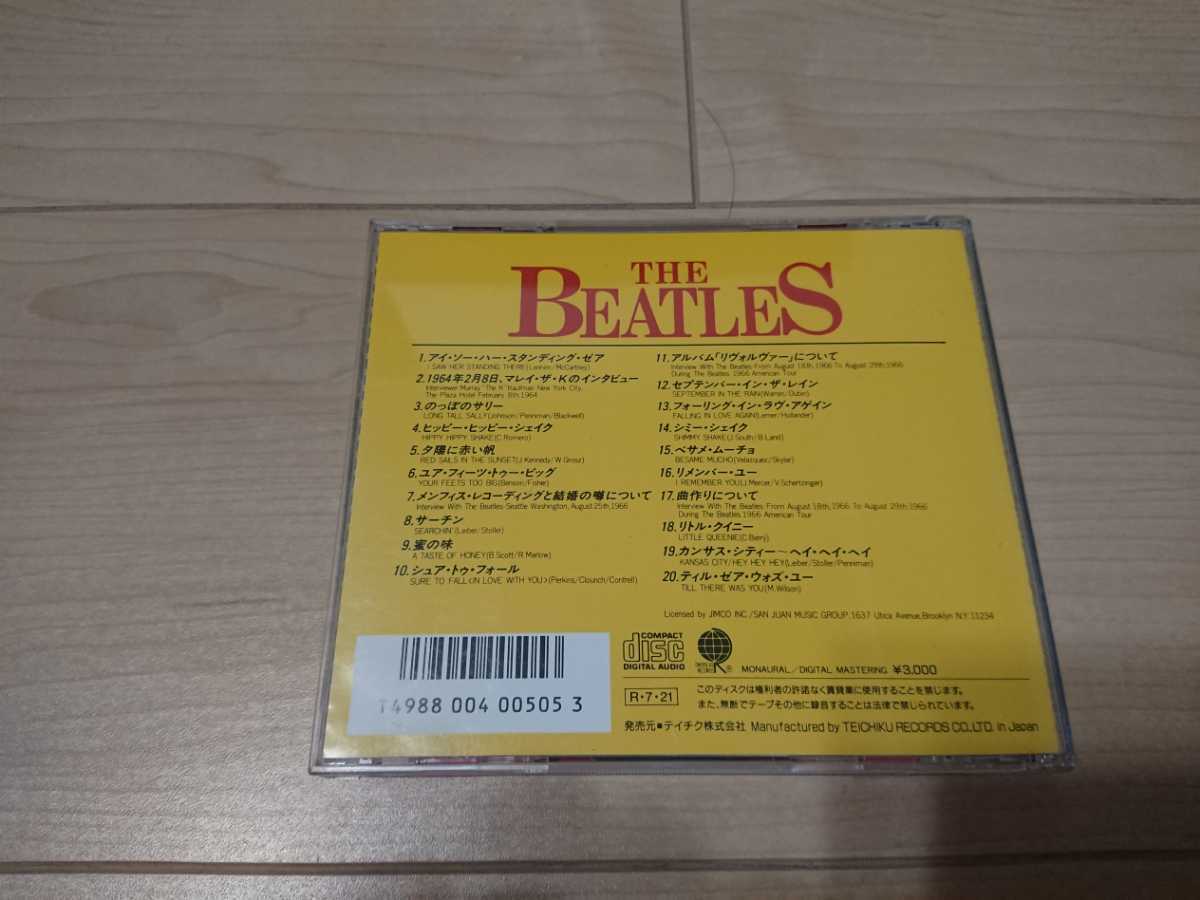 THE
BEATLES
1.アイ・ソー・ハー・スタンディング・ゼア
I SAW HER STANDING THERE(Lennon/McCartney)
2.1964年2月8日、マレイ・ザ・Kのインタビュー
Interviewer Murray "The K" Kaufman New York City,
The Plaza Hotel February 8th,1964
3.のっぽのサリー
LONG TALL SALLY(Johnson/Penniman/Blackwell)
4.ヒッピー・ヒッピー・シェイク
HIPPY HIPPY SHAKE(C.Romero)
5.夕陽に赤い帆
RED SAILS IN THE SUNSET(J.Kennedy/W.Grosz)
6.ユア・フィーツ・トゥー・ビッグ
YOUR FEETS TOO BIG(Benson/Fisher)
7.メンフィス・レコーディングと結婚の噂について
Interview With The Beatles-Seattle Washington, August 25th,1966
8.サーチン
SEARCHIN'(Leiber/Stoller)
9.蜜の味
A TASTE OF HONEY(B.Scott/R.Marlow)
10.シュア・トゥ・フォール
SURE TO FALL<IN LOVE WITH YOU>(Perkins/Clounch/Contrell)
11.アルバム「リヴォルヴァー」について
Interview With The Beatles From August 18th,1966 To August 29th,1966
During The Beatles 1966 American Tour
12.セプテンバー・イン・ザ・レイン
SEPTEMBER IN THE RAIN(Warren/Dubin)
13.フォーリング・イン・ラヴ・アゲイン
FALLING IN LOVE AGAIN(Lerner/Hollander)
14.シミー・シェイク
SHIMMY SHAKE(J.South/B.Land)
15.ベサメ・ムーチョ
BESAME MUCHO(Velazquez/Skylar)
16.リメンバー・ユー
I REMEMBER YOU(J.Mercer/V.Schertzinger)
17.曲作りについて
Interview With The Beatles From August 18th,1966 To August 29th,1966
During The Beatles 1966 American Tour
18.リトル・クイニー
LITTLE QUEENIE(C.Berry)
19.カンサス・シティー〜ヘイ・ヘイ・ヘイ
KANSAS CITY/HEY HEY HEY(Leiber/Stoller/Penniman)
20.ティル・ゼア・ウォズ・ユー
TILL THERE WAS YOU(M.Wilson)
Licensed by JIMCO INC./SAN JUAN MUSIC GROUP,1637 Utica Avenue,Brooklyn N.Y.11234
COMPACT
disc
DIGITAL AUDIO
R
®
MONAURAL/DIGITAL MASTERING ¥3,000
T4988 004 00505 3
R・7・21
このディスクは権利者の許諾なく賃貸業に使用することを禁じます。
また、無断でテープその他に録音することは法律で禁じられています。
発売元■テイチク株式会社 Manufactured by TEICHIKU RECORDS CO.,LTD. in Japan